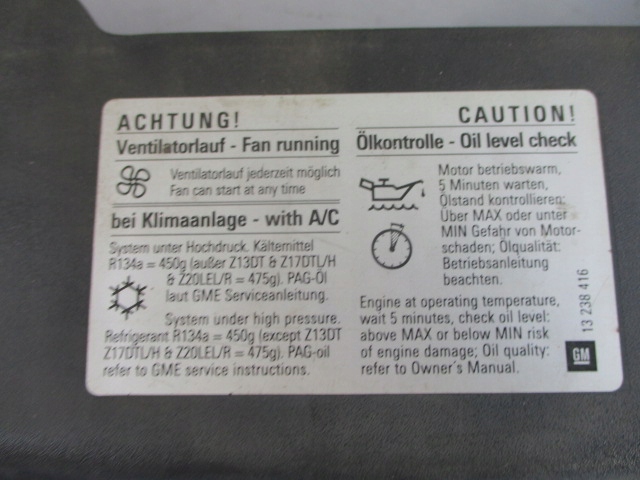 ACHTUNG!
Ventilatorlauf - Fan running
Ventilatorlauf jederzeit möglich
Fan can start at any time
bei Klimaanlage - with A/C
System unter Hochdruck. Kältemittel
R134a = 450g (außer Z13DT & Z17DTL/H
& Z20LEL/R = 475g). PAG-Öl
laut GME Serviceanleitung.
System under high pressure.
Refrigerant R134a = 450g (except Z13DT
Z17DTL/H & Z20LEL/R = 475g). PAG-oil
refer to GME service instructions.
CAUTION!
Ölkontrolle - Oil level check
Motor betriebswarm,
5 Minuten warten,
Ölstand kontrollieren:
Über MAX oder unter
MIN Gefahr von Motor-
schaden; Ölqualität:
Betriebsanleitung
beachten.
Engine at operating temperature,
wait 5 minutes, check oil level:
above MAX or below MIN risk
of engine damage; Oil quality:
refer to Owner's Manual.
13 238 416
GM